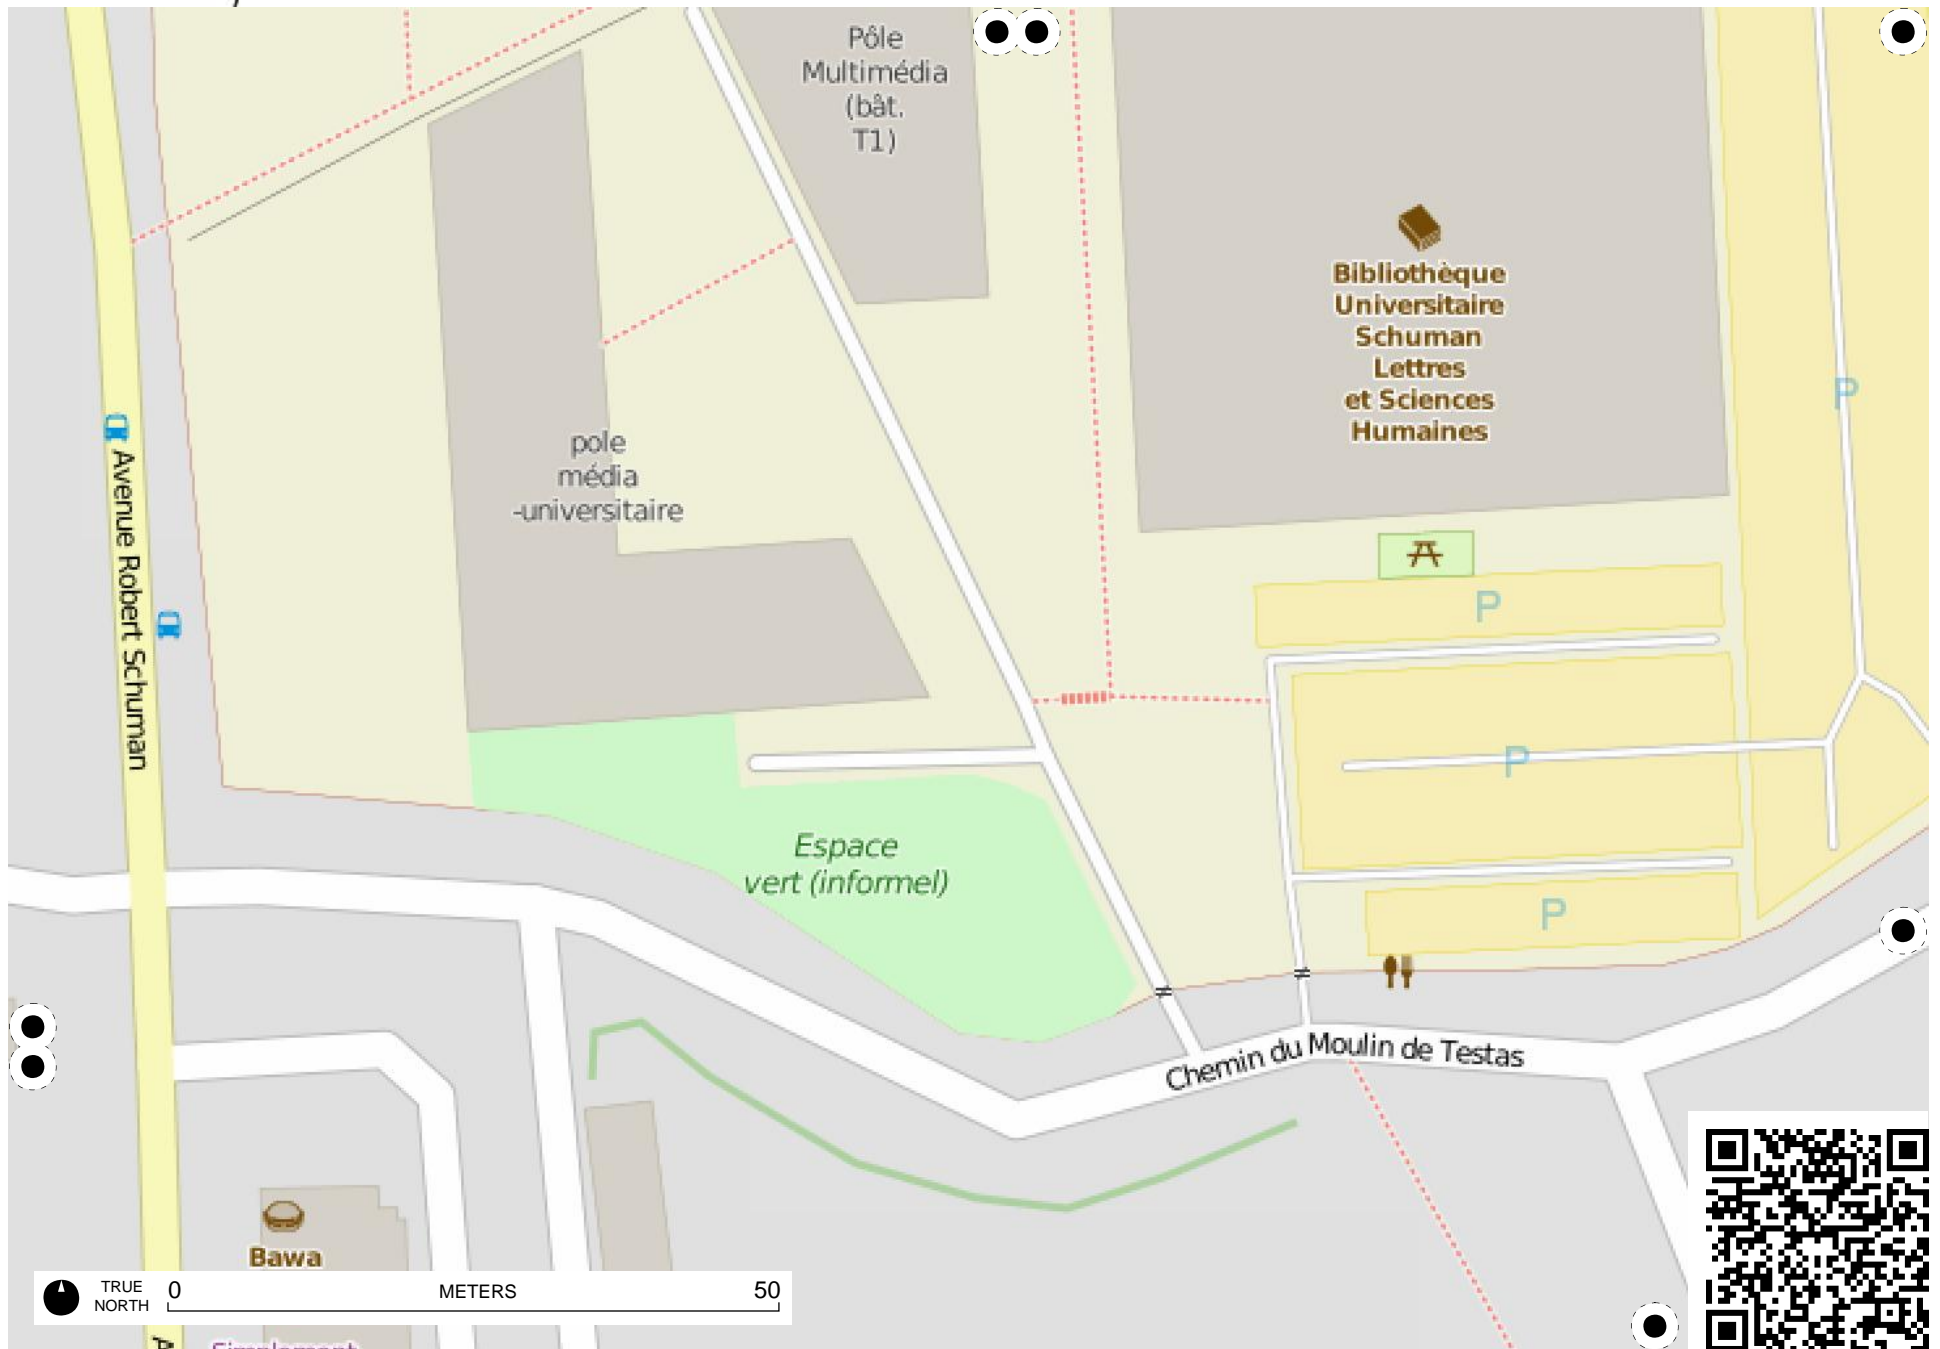 Pôle
Multimédia
(bât.
T1)
Bibliothèque
Universitaire
Schuman
Lettres
et Sciences
Humaines
P
pole
média
-universitaire
Avenue Robert Schuman
P
P
Espace
vert (informel)
P
Chemin du Moulin de Testas
Bawa
TRUE
NORTH
0
METERS
50